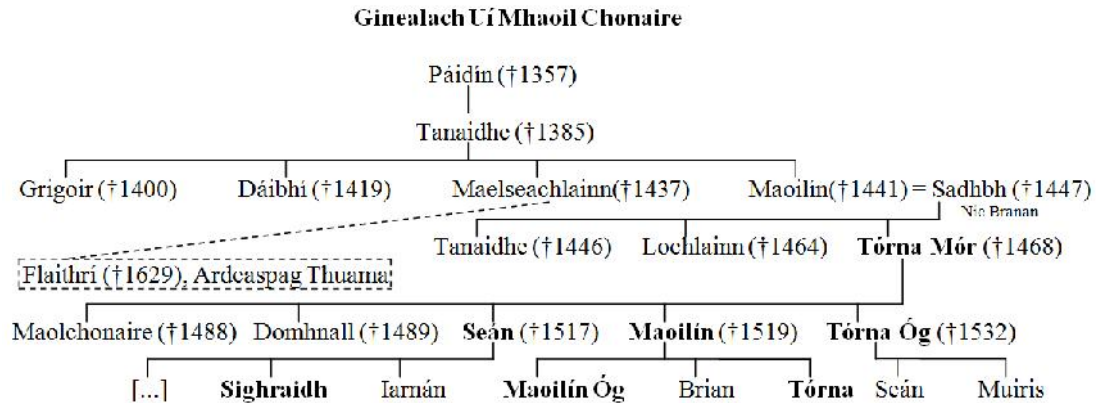 Ginealach Uí Mhaoil Chonaire
Páidín (†1357)
Tanaidhe (†1385)
Grigoir (†1400) Dáibhí (†1419) Maelseachlainn(†1437) Maoilín(†1441) = Sadhbh (†1447)
Nic Branan
Tanaidhe (†1446) Lochlainn (†1464) Tórna Mór (†1468)
Flaithrí (†1629), Ardeaspag Thuama
Maolchonaire (†1488) Domhnall (†1489) Seán (†1517) Maoilín (†1519) Tórna Óg (†1532)
[...] Sighraidh Iarnán Maoilín Óg Brian Tórna Seán Muiris